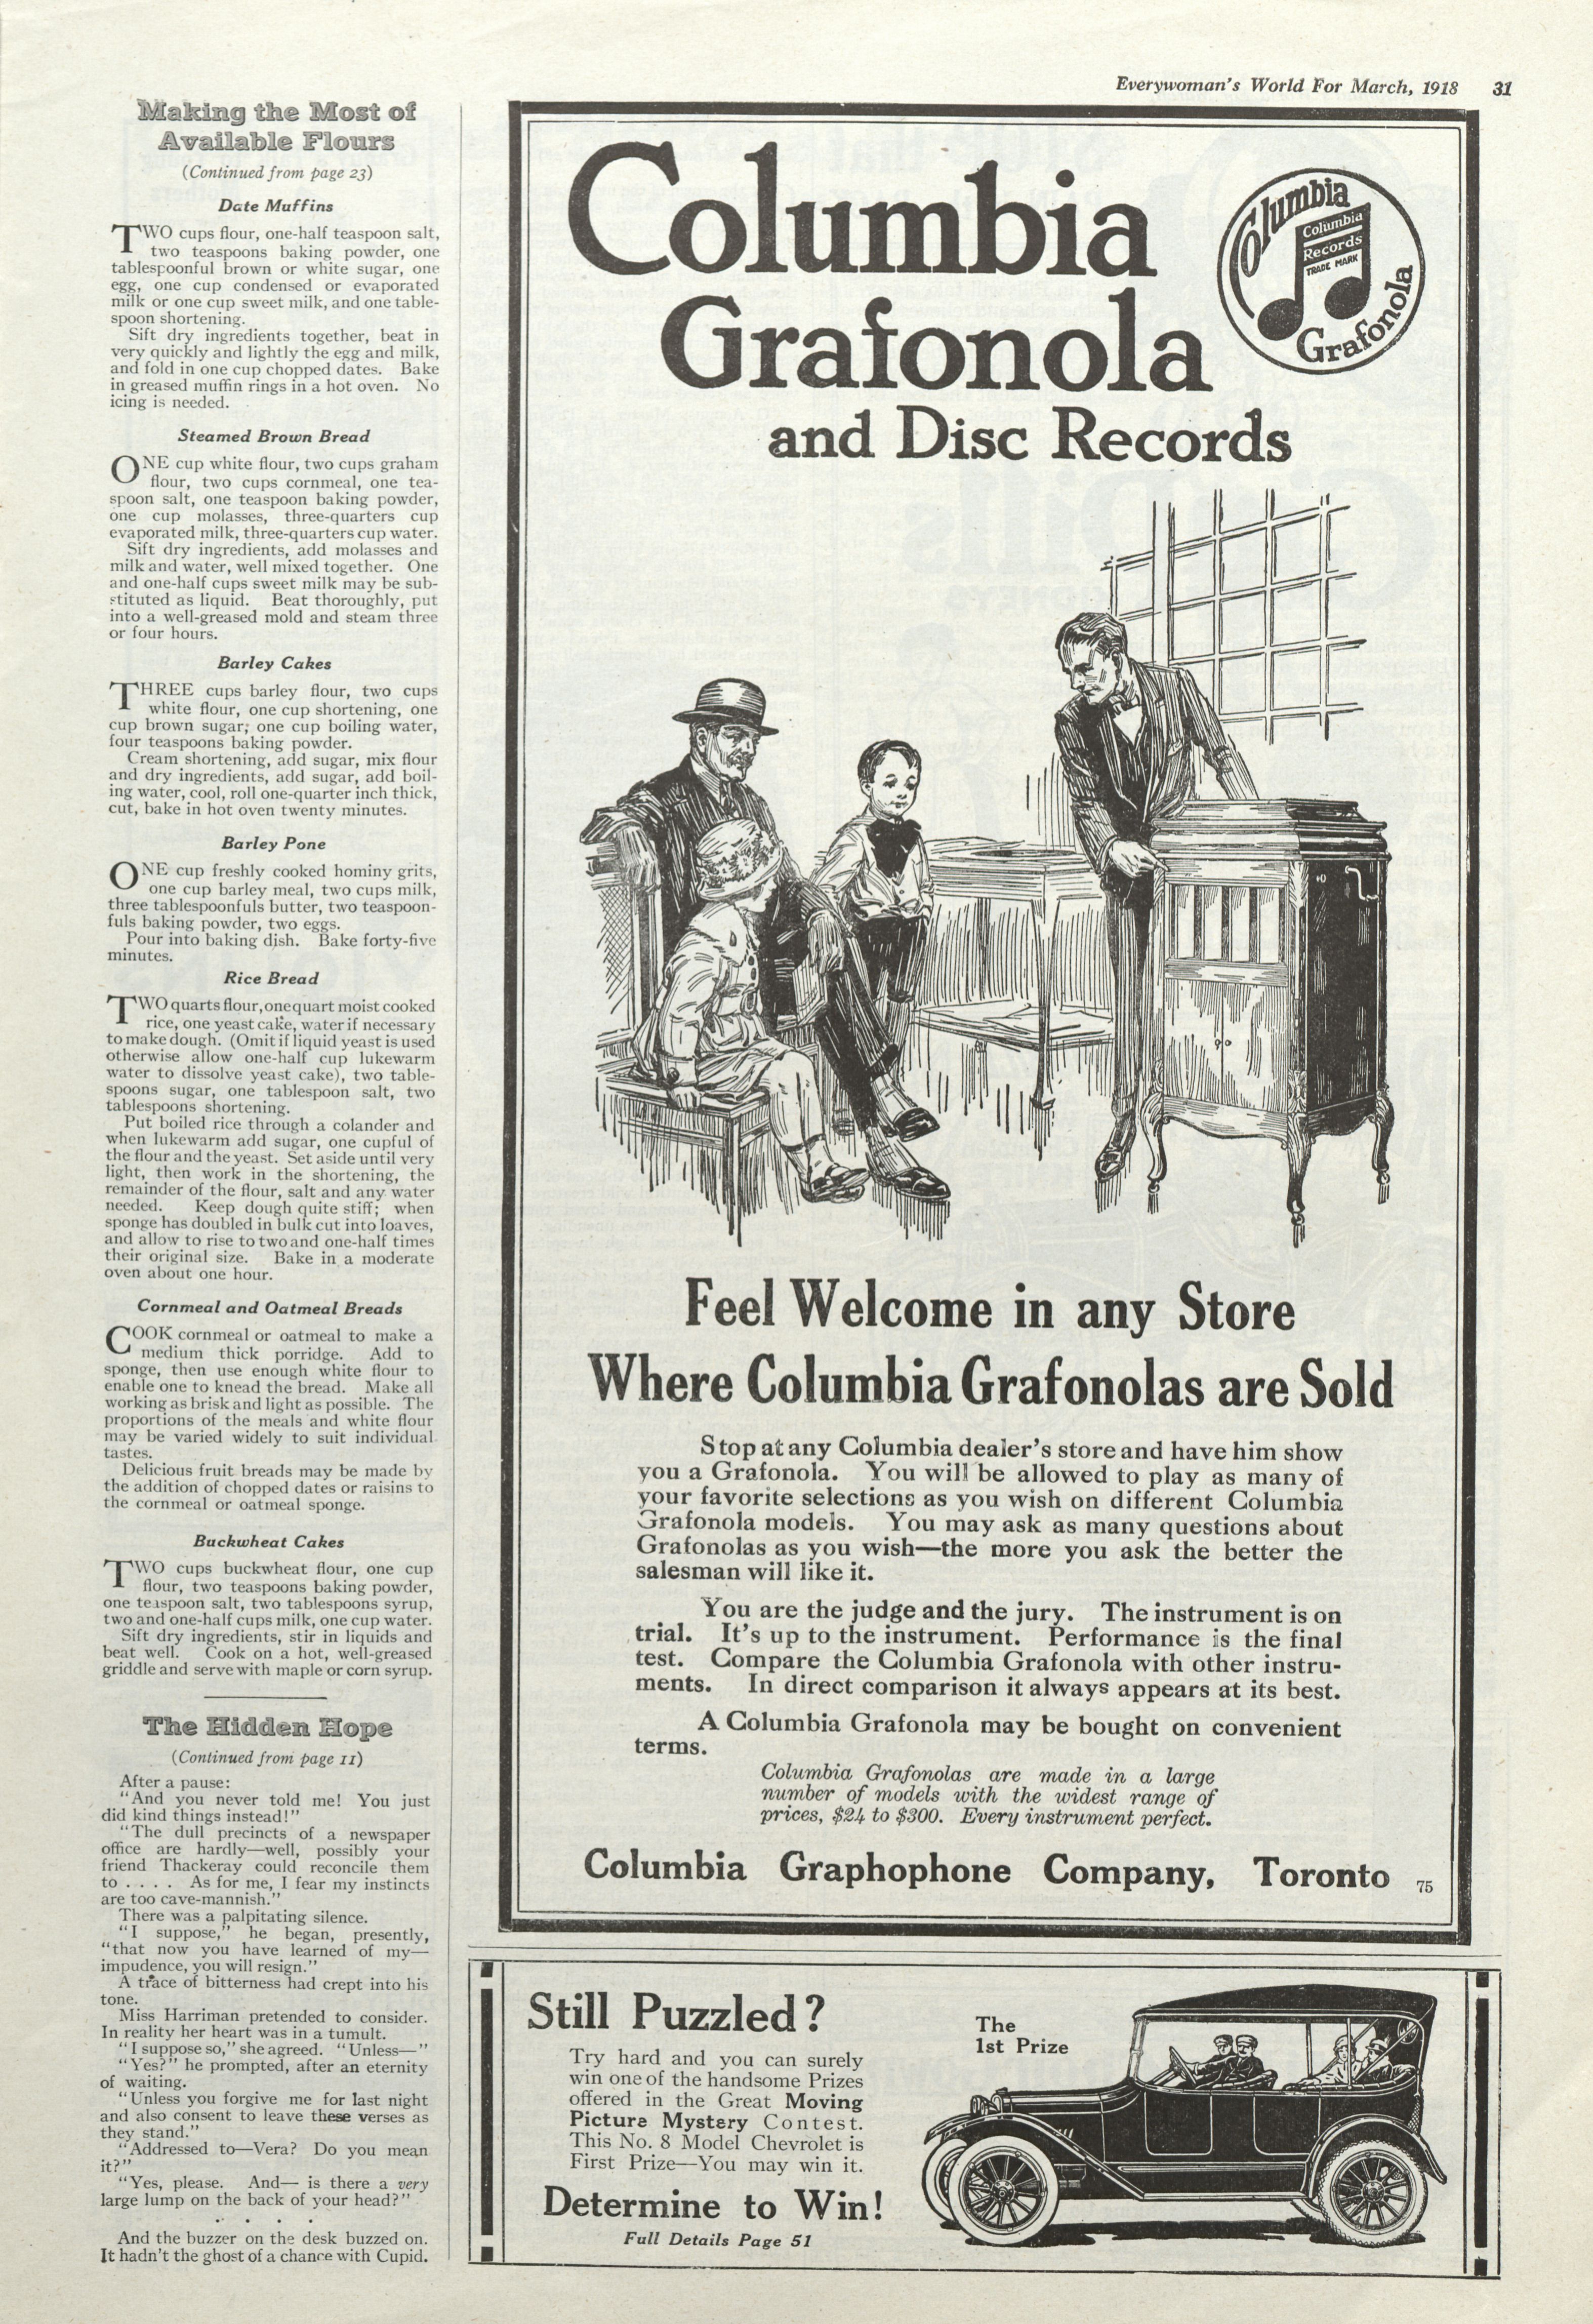 Everywoman's World For March, 1918 31
Making the Most of
Available Flours
(Continued from page 23)
Date Muffins
TWO cups flour, one-half teaspoon salt,
two teaspoons baking powder, one
tablespoonful brown or white sugar, one
egg, one cup condensed or evaporated
milk or one cup sweet milk, and one table-
spoon shortening.
Sift dry ingredients together, beat in
very quickly and lightly the egg and milk,
and fold in one cup chopped dates. Bake
in greased muffin rings in a hot oven. No
icing is needed.
Steamed Brown Bread
ONE cup white flour, two cups graham
flour, two cups cornmeal, one tea-
spoon salt, one teaspoon baking powder,
one cup molasses, three-quarters cup
evaporated milk, three-quarters cup water.
Sift dry ingredients, add molasses and
milk and water, well mixed together. One
and one-half cups sweet milk may be sub-
stituted as liquid. Beat thoroughly, put
into a well-greased mold and steam three
or four hours.
Barley Cakes
THREE cups barley flour, two cups
white flour, one cup shortening, one
cup brown sugar; one cup boiling water,
four teaspoons baking powder.
Cream shortening, add sugar, mix flour
and dry ingredients, add sugar, add boil-
ing water, cool, roll one-quarter inch thick,
cut, bake in hot oven twenty minutes.
Barley Pone
ONE cup freshly cooked hominy grits,
one cup barley meal, two cups milk,
three tablespoonfuls butter, two teaspoon-
fuls baking powder, two eggs.
Pour into baking dish. Bake forty-five
minutes.
Rice Bread
TWO quarts flour, one quart moist cooked
rice, one yeast cake, water if necessary
to make dough. (Omit if liquid yeast is used
otherwise allow one-half cup lukewarm
water to dissolve yeast cake), two table-
spoons sugar, one tablespoon salt, two
tablespoons shortening.
Put boiled rice through a colander and
when lukewarm add sugar, one cupful of
the flour and the yeast. Set aside until very
light, then work in the shortening, the
remainder of the flour, salt and any water
needed. Keep dough quite stiff; when
sponge has doubled in bulk cut into loaves,
and allow to rise to two and one-half times
their original size. Bake in a moderate
oven about one hour.
Cornmeal and Oatmeal Breads
COOK cornmeal or oatmeal to make a
medium thick porridge. Add to
sponge, then use enough white flour to
enable one to knead the bread. Make all
working as brisk and light as possible. The
proportions of the meals and white flour
may be varied widely to suit individual
tastes.
Delicious fruit breads may be made by
the addition of chopped dates or raisins to
the cornmeal or oatmeal sponge.
Buckwheat Cakes
TWO cups buckwheat flour, one cup
flour, two teaspoons baking powder,
one teaspoon salt, two tablespoons syrup,
two and one-half cups milk, one cup water.
Sift dry ingredients, stir in liquids and
beat well. Cook on a hot, well-greased
griddle and serve with maple or corn syrup.
The Hidden Hope
(Continued from page 11)
After a pause:
"And you never told me! You just
did kind things instead!"
"The dull precincts of a newspaper
office are hardly—well, possibly your
friend Thackeray could reconcile them
to . . . . As for me, I fear my instincts
are too cave-mannish."
There was a palpitating silence.
"I suppose," he began, presently,
"that now you have learned of my—
impudence, you will resign."
A trace of bitterness had crept into his
tone.
Miss Harriman pretended to consider.
In reality her heart was in a tumult.
"I suppose so," she agreed. "Unless—"
"Yes?" he prompted, after an eternity
of waiting.
"Unless you forgive me for last night
and also consent to leave these verses as
they stand."
"Addressed to—Vera? Do you mean
it?"
"Yes, please. And— is there a very
large lump on the back of your head?"
. . . .
And the buzzer on the desk buzzed on.
It hadn't the ghost of a chance with Cupid.
Columbia
Grafonola
and Disc Records
Columbia
Columbia
Records
TRADE MARK
Grafonola
Feel Welcome in any Store
Where Columbia Grafonolas are Sold
Stop at any Columbia dealer's store and have him show
you a Grafonola. You will be allowed to play as many of
your favorite selections as you wish on different Columbia
Grafonola models. You may ask as many questions about
Grafonolas as you wish—the more you ask the better the
salesman will like it.
You are the judge and the jury. The instrument is on
trial. It's up to the instrument. Performance is the final
test. Compare the Columbia Grafonola with other instru-
ments. In direct comparison it always appears at its best.
A Columbia Grafonola may be bought on convenient
terms.
Columbia Grafonolas are made in a large
number of models with the widest range of
prices, $24 to $300. Every instrument perfect.
Columbia Graphophone Company, Toronto 75
Still Puzzled?
Try hard and you can surely
win one of the handsome Prizes
offered in the Great Moving
Picture Mystery Contest.
This No. 8 Model Chevrolet is
First Prize—You may win it.
Determine to Win!
Full Details Page 51
The
1st Prize